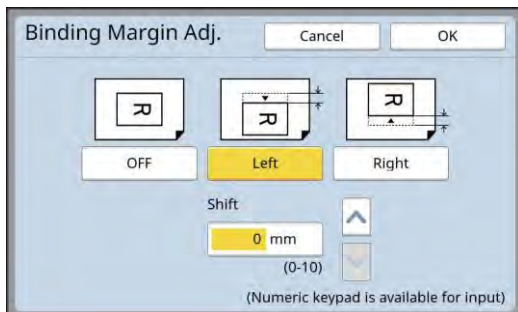 Binding Margin Adj.
Cancel
OK
R
R
R
OFF
Left
Right
Shift
0 mm
(0-10)
(Numeric keypad is available for input)